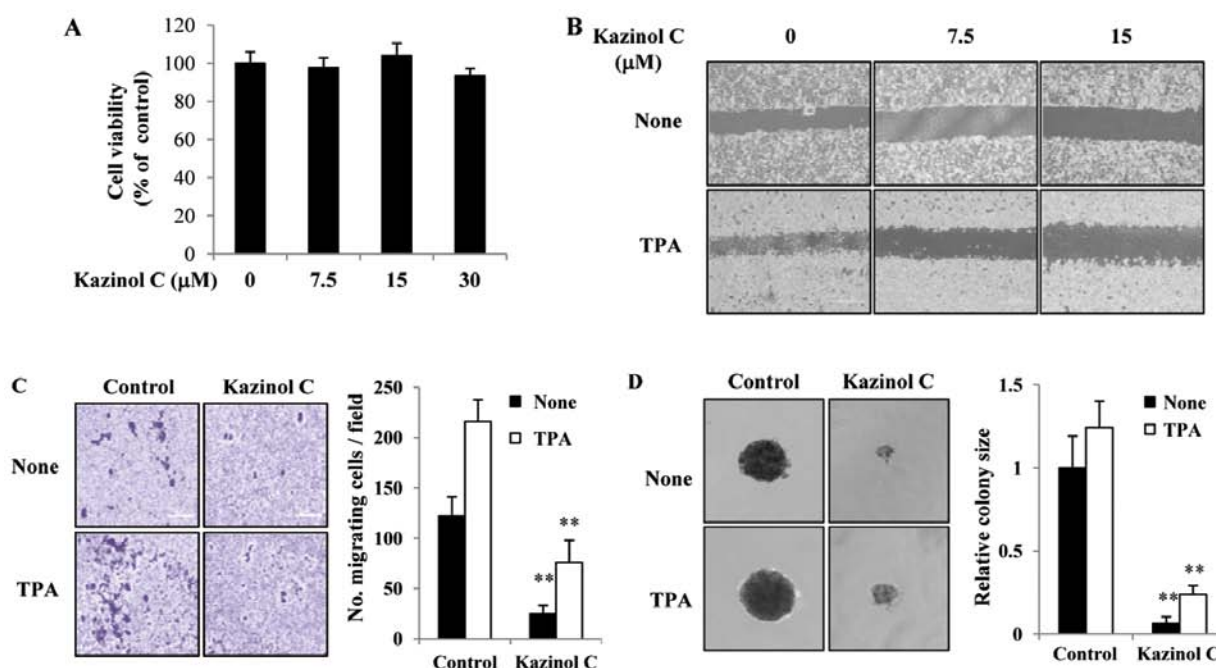 A
Cell viability
(% of control)
120
100
80
60
40
20
0
Kazinol C (μM) 0 7.5 15 30
B
Kazinol C
(μM)
0 7.5 15
None
TPA
C
Control Kazinol C
None
TPA
No. migrating cells / field
250
200
150
100
50
0
None
TPA
**
**
Control Kazinol C
D
Control Kazinol C
None
TPA
Relative colony size
1.5
1
0.5
0
None
TPA
**
**
Control Kazinol C